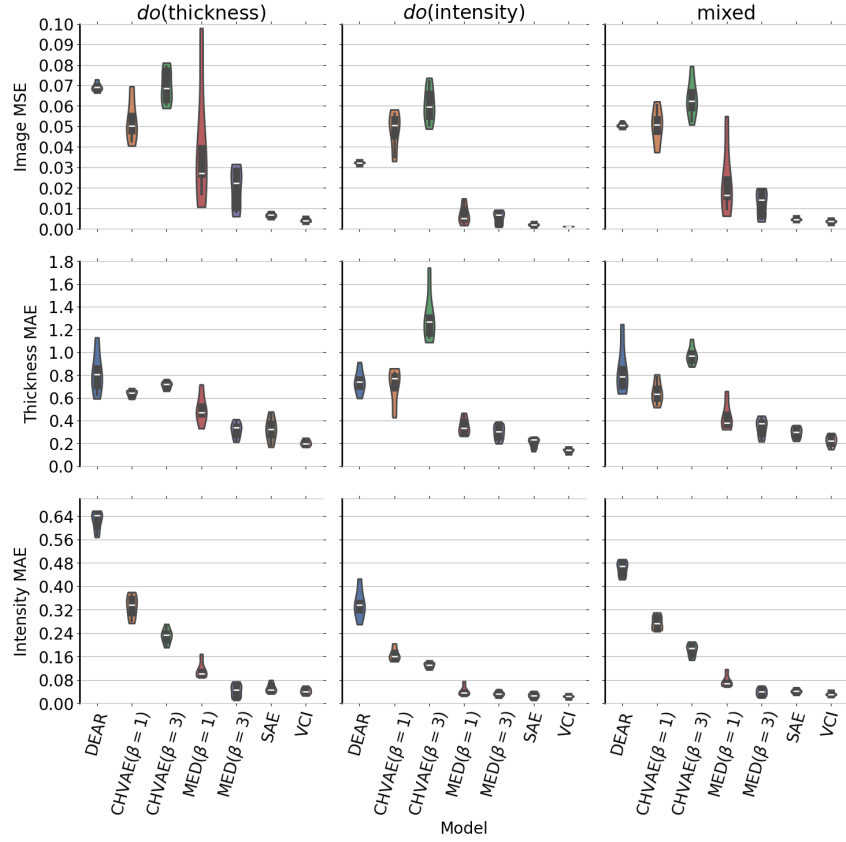 do(thickness)
do(intensity)
mixed
Image MSE
0.10
0.09
0.08
0.07
0.06
0.05
0.04
0.03
0.02
0.01
0.00
Thickness MAE
1.8
1.6
1.4
1.2
1.0
0.8
0.6
0.4
0.2
0.0
Intensity MAE
0.64
0.56
0.48
0.40
0.32
0.24
0.16
0.08
0.00
DEAR
CHVAE(β = 1)
CHVAE(β = 3)
MED(β = 1)
MED(β = 3)
SAE
VCI
DEAR
CHVAE(β = 1)
CHVAE(β = 3)
MED(β = 1)
MED(β = 3)
SAE
VCI
DEAR
CHVAE(β = 1)
CHVAE(β = 3)
MED(β = 1)
MED(β = 3)
SAE
VCI
Model